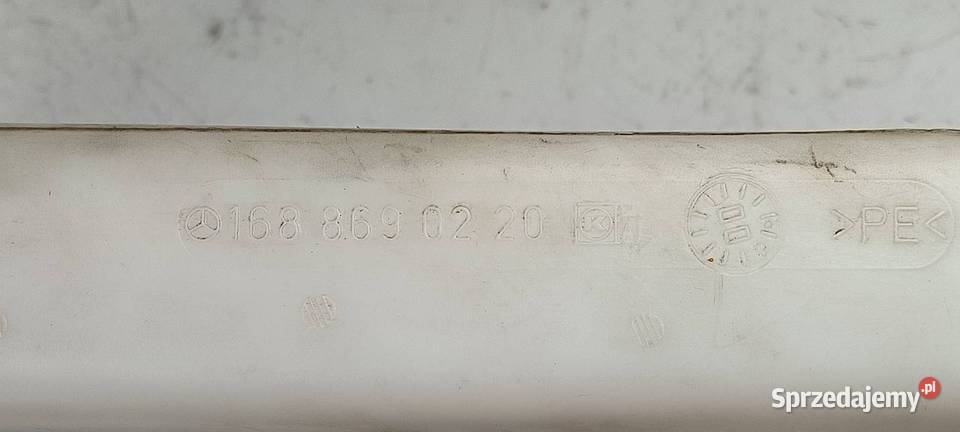 168 869 02 20 K >PE<
Sprzedajemy.pl